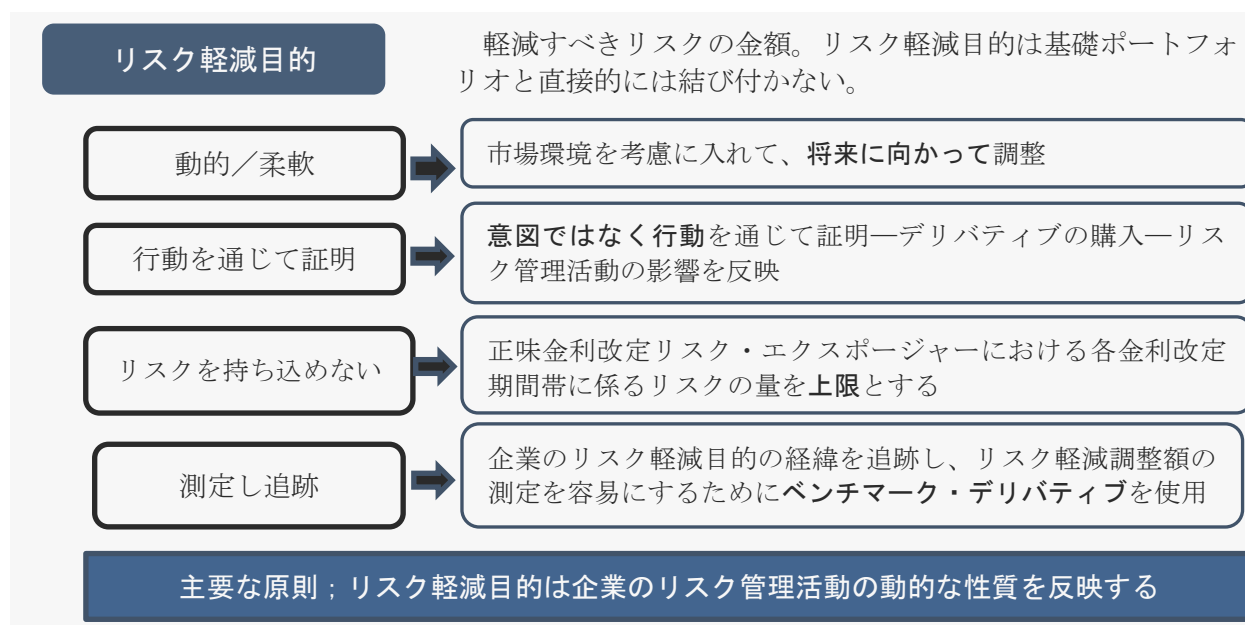 リスク軽減目的
軽減すべきリスクの金額。リスク軽減目的は基礎ポートフォ
リオと直接的には結び付かない。
動的／柔軟
市場環境を考慮に入れて、将来に向かって調整
行動を通じて証明
意図ではなく行動を通じて証明―デリバティブの購入―リス
ク管理活動の影響を反映
リスクを持ち込めない
正味金利改定リスク・エクスポージャーにおける各金利改定
期間帯に係るリスクの量を上限とする
測定し追跡
企業のリスク軽減目的の経緯を追跡し、リスク軽減調整額の
測定を容易にするためにベンチマーク・デリバティブを使用
主要な原則；リスク軽減目的は企業のリスク管理活動の動的な性質を反映する